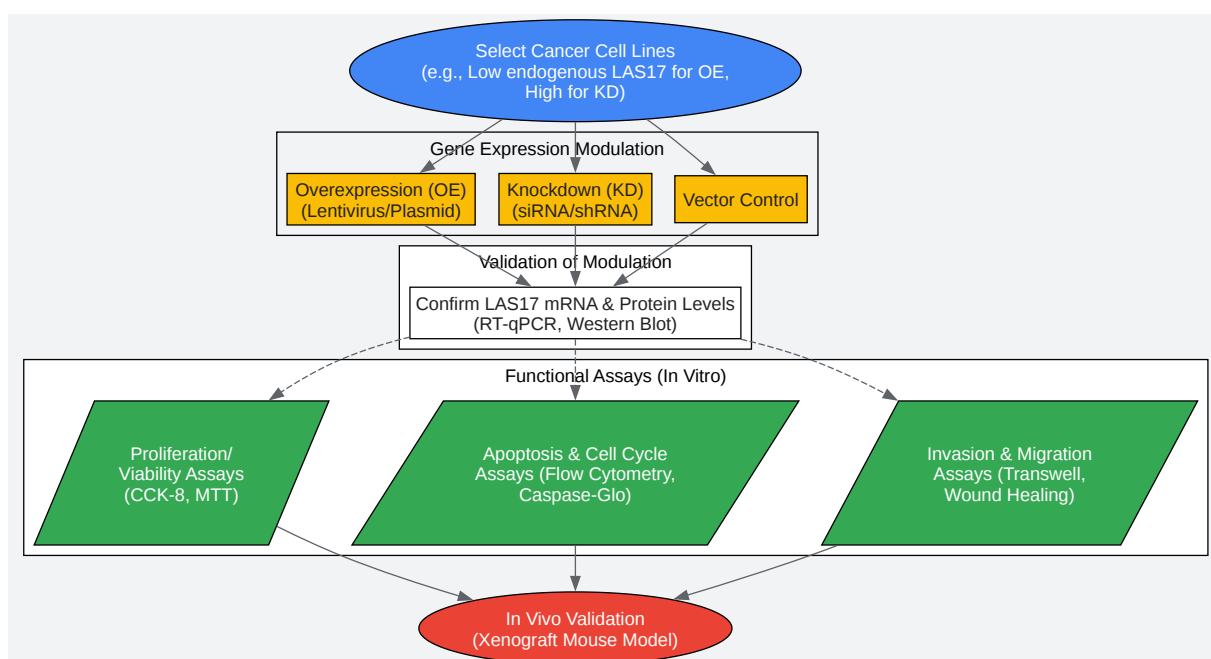 Select Cancer Cell Lines
(e.g., Low endogenous LAS17 for OE,
High for KD)
Gene Expression Modulation
Overexpression (OE)
(Lentivirus/Plasmid)
Knockdown (KD)
(siRNA/shRNA)
Vector Control
Validation of Modulation
Confirm LAS17 mRNA & Protein Levels
(RT-qPCR, Western Blot)
Functional Assays (In Vitro)
Proliferation/
Viability Assays
(CCK-8, MTT)
Apoptosis & Cell Cycle
Assays (Flow Cytometry,
Caspase-Glo)
Invasion & Migration
Assays (Transwell,
Wound Healing)
In Vivo Validation
(Xenograft Mouse Model)